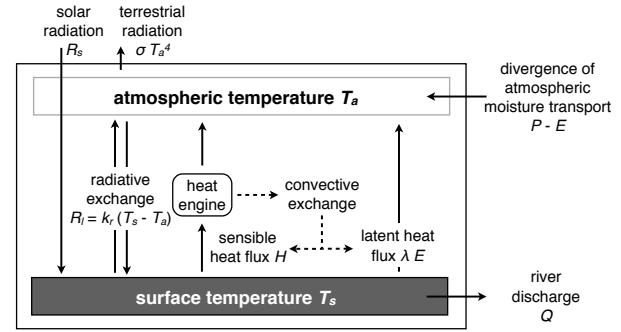 solar
radiation
Rₛ
terrestrial
radiation
σ Tₐ⁴
atmospheric temperature Tₐ
divergence of
atmospheric
moisture transport
P - E
radiative
exchange
Rₗ = kᵣ (Tₛ - Tₐ)
heat
engine
convective
exchange
sensible
heat flux H
latent heat
flux λ E
surface temperature Tₛ
river
discharge
Q